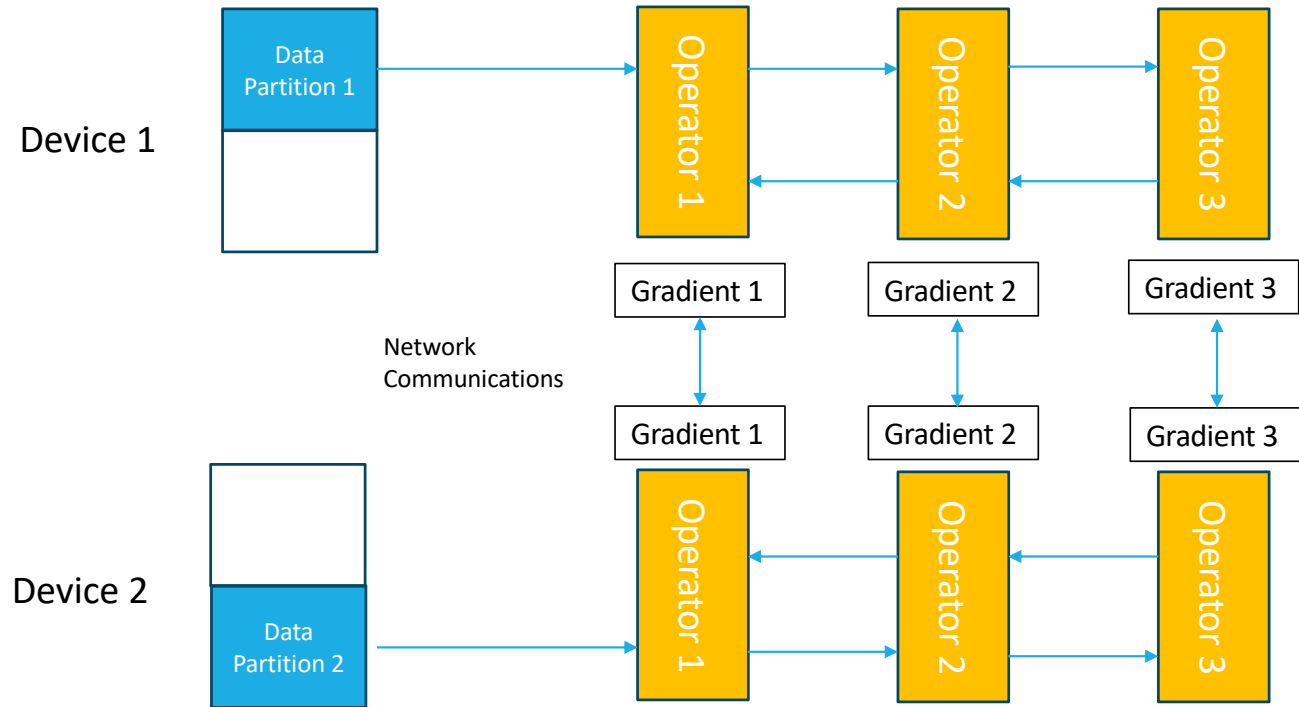 Data
Partition 1
Device 1
Operator 1
Operator 2
Operator 3
Gradient 1
Gradient 2
Gradient 3
Network
Communications
Gradient 1
Gradient 2
Gradient 3
Device 2
Data
Partition 2
Operator 1
Operator 2
Operator 3